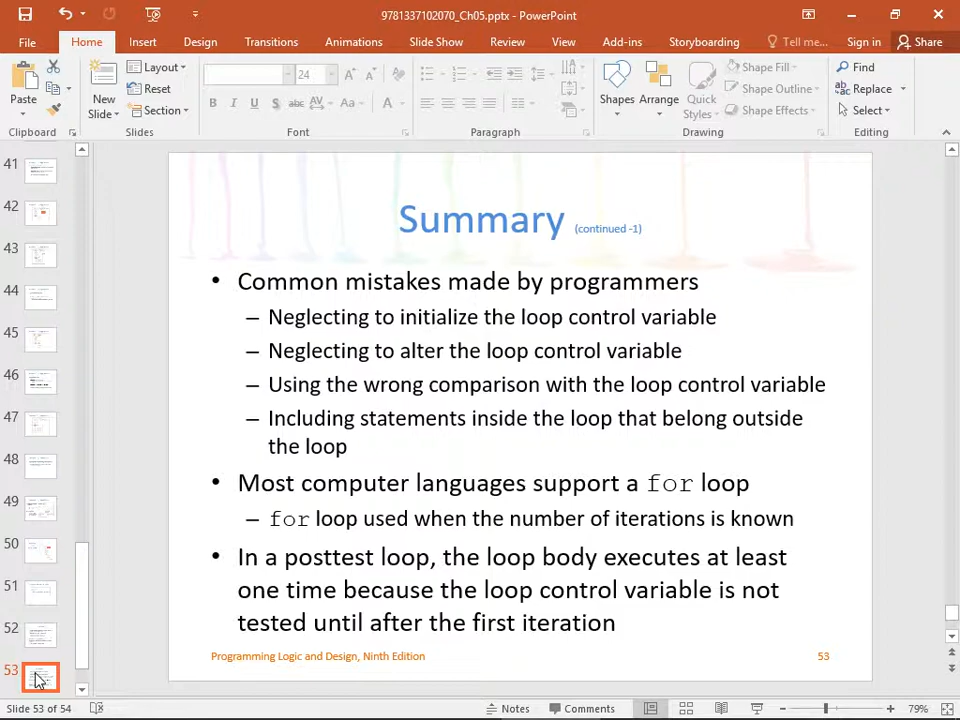 9781337102070_Ch05.pptx - PowerPoint
File Home Insert Design Transitions Animations Slide Show Review View Add-ins Storyboarding Tell me... Sign in Share
Paste
New Slide
Layout
Reset
Section
24
B I U S abc AV Aa A
Shapes
Arrange
Quick Styles
Shape Fill
Shape Outline
Shape Effects
Find
Replace
Select
Clipboard Slides Font Paragraph Drawing Editing
41
42
43
44
45
46
47
48
49
50
51
52
53
Summary (continued -1)
• Common mistakes made by programmers
– Neglecting to initialize the loop control variable
– Neglecting to alter the loop control variable
– Using the wrong comparison with the loop control variable
– Including statements inside the loop that belong outside
the loop
• Most computer languages support a for loop
– for loop used when the number of iterations is known
• In a posttest loop, the loop body executes at least
one time because the loop control variable is not
tested until after the first iteration
Programming Logic and Design, Ninth Edition 53
Slide 53 of 54 Notes Comments 79%